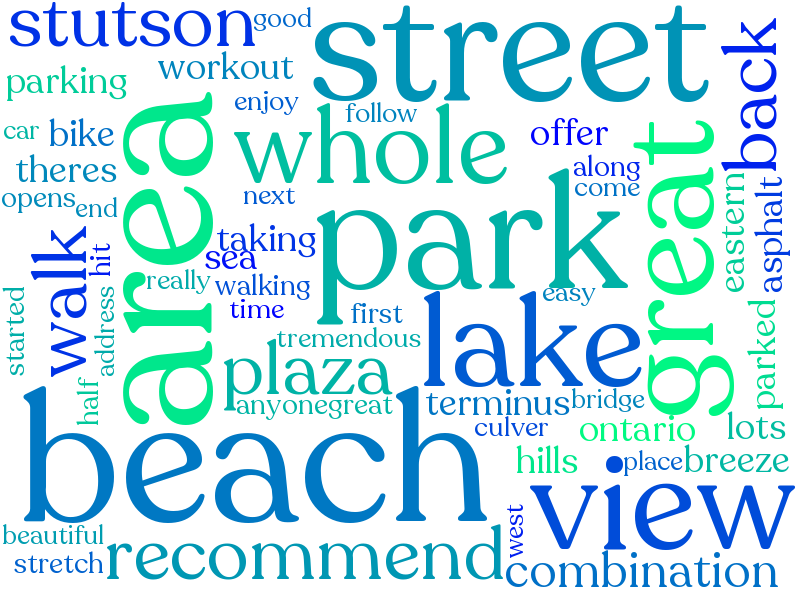 stutson
good
street
back
parking
workout
enjoy
follow
car
bike
area
whole
offer
great
theres
along
opens
end
next
park
come
eastern
asphalt
walk
hit
taking
sea
really
walking
time
first
easy
started
address
tremendous
lake
parked
half
plaza
anyonegreat
terminus
bridge
beach
culver
ontario
lots
hills
place
breeze
view
west
beautiful
stretch
recommend
combination